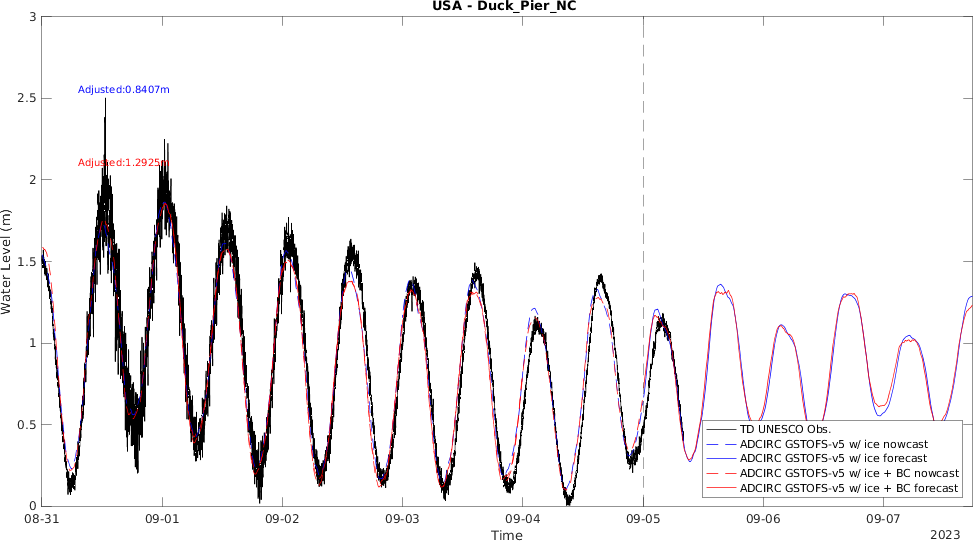 USA - Duck_Pier_NC
3
2.5
2
1.5
1
0.5
0
Water Level (m)
Adjusted:0.8407m
Adjusted:1.2925m
TD UNESCO Obs.
ADCIRC GSTOFS-v5 w/ ice nowcast
ADCIRC GSTOFS-v5 w/ ice forecast
ADCIRC GSTOFS-v5 w/ ice + BC nowcast
ADCIRC GSTOFS-v5 w/ ice + BC forecast
08-31 09-01 09-02 09-03 09-04 09-05 09-06 09-07
Time
2023